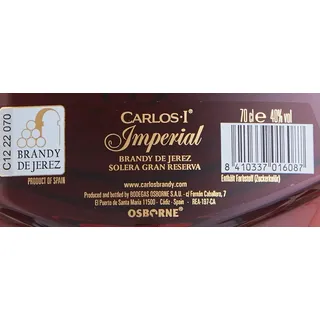 C12 22 070
BRANDY
DE JEREZ
PRODUCT OF SPAIN
CARLOS·I
Imperial
BRANDY DE JEREZ
SOLERA GRAN RESERVA
www.carlosbrandy.com
Produced and bottled by BODEGAS OSBORNE S.A.U. - c/ Fernán Caballero, 7
El Puerto de Santa María 11500 - Cádiz - Spain - REA-107-CA
OSBORNE
70 cl e 40% vol
8 410337 016087
Enthält Farbstoff (Zuckerkulör)